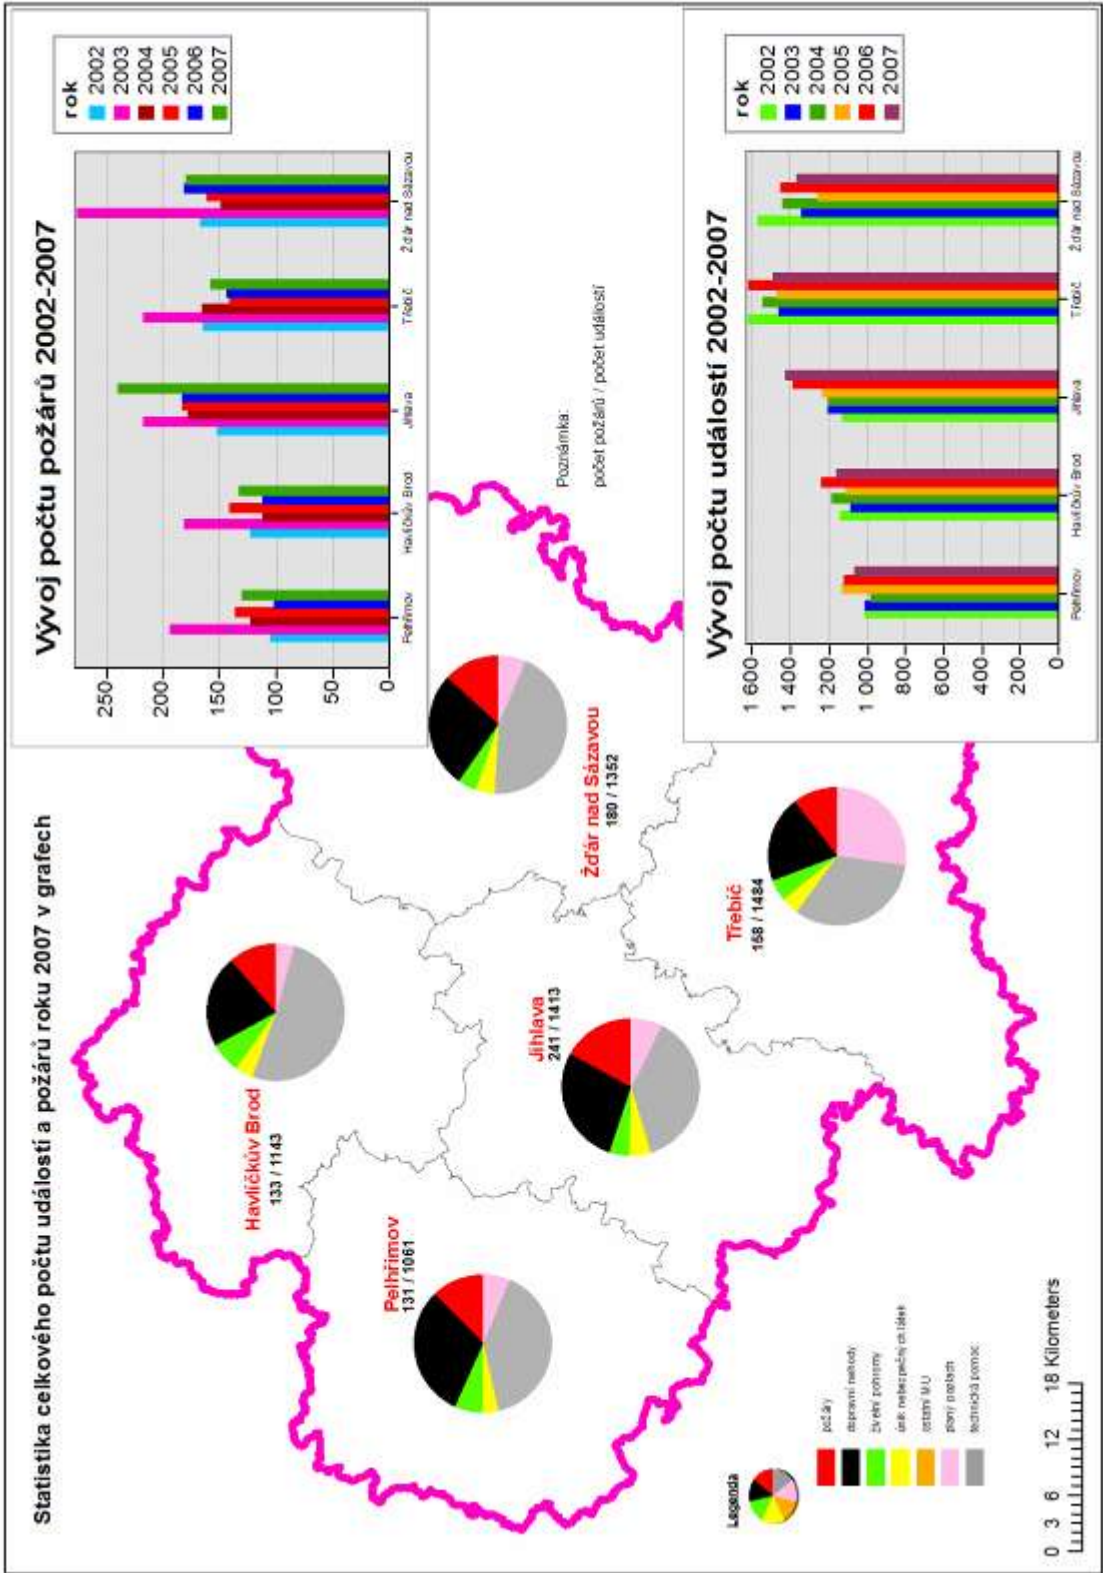 Statistika celkového počtu událostí a požárů roku 2007 v grafech
Vývoj počtu požárů 2002-2007
250
200
150
100
50
0
Pelhřimov
Havlíčkův Brod
Jihlava
Třebíč
Žďár nad Sázavou
rok
2002
2003
2004
2005
2006
2007
Havlíčkův Brod
133 / 1143
Pelhřimov
131 / 1061
Jihlava
241 / 1413
Žďár nad Sázavou
180 / 1352
Třebíč
158 / 1484
Poznámka:
počet požárů / počet událostí
Vývoj počtu událostí 2002-2007
1 600
1 400
1 200
1 000
800
600
400
200
0
Pelhřimov
Havlíčkův Brod
Jihlava
Třebíč
Žďár nad Sázavou
rok
2002
2003
2004
2005
2006
2007
Legenda
požáry
dopravní nehody
živelní pohromy
únik nebezpečných látek
ostatní MU
planý poplach
technická pomoc
0 3 6 12 18 Kilometers